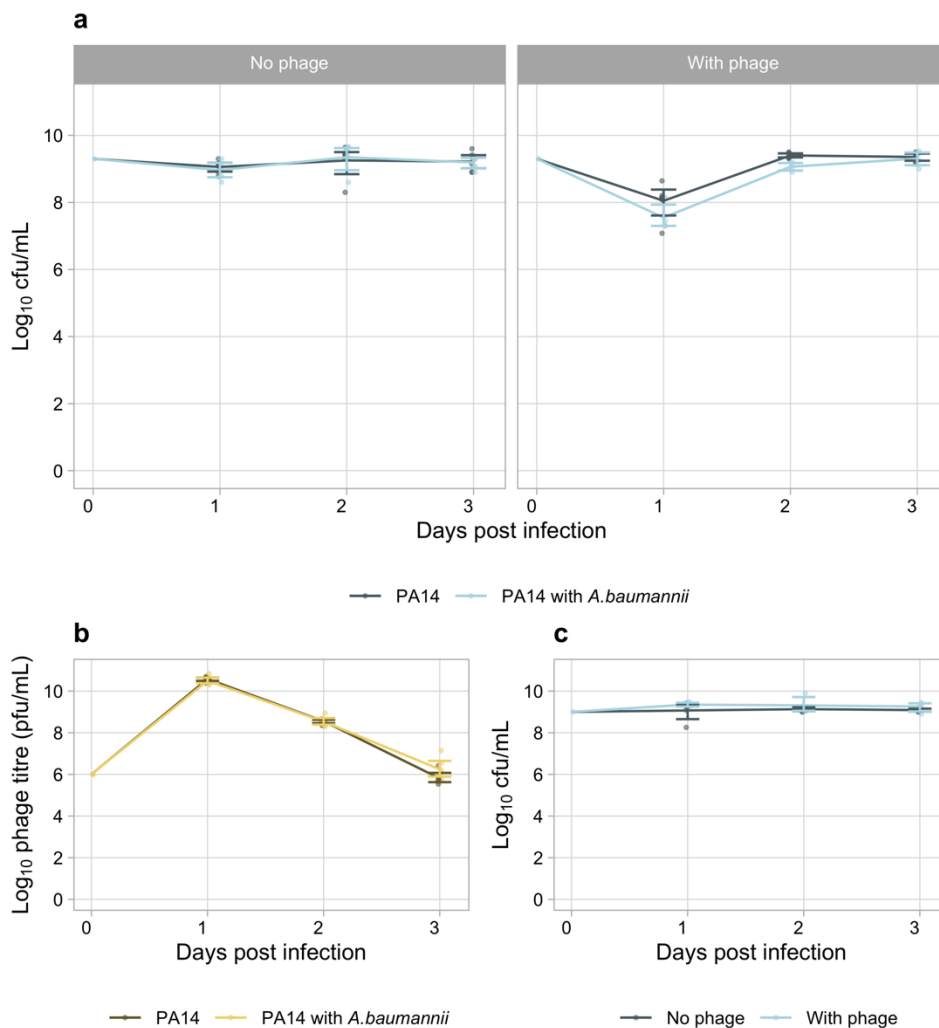 a
No phage
With phage
Log₁₀ cfu/mL
10
8
6
4
2
0
0 1 2 3
0 1 2 3
Days post infection
PA14 PA14 with A.baumannii
b
Log₁₀ phage titre (pfu/mL)
10
8
6
4
2
0
0 1 2 3
Days post infection
PA14 PA14 with A.baumannii
c
Log₁₀ cfu/mL
10
8
6
4
2
0
0 1 2 3
Days post infection
No phage With phage